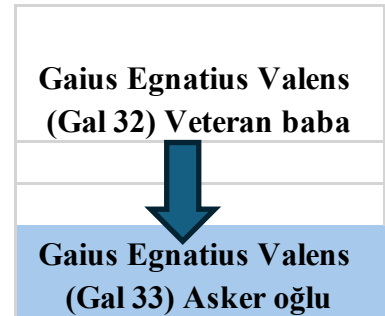 Gaius Egnatius Valens
(Gal 32) Veteran baba
Gaius Egnatius Valens
(Gal 33) Asker oğlu